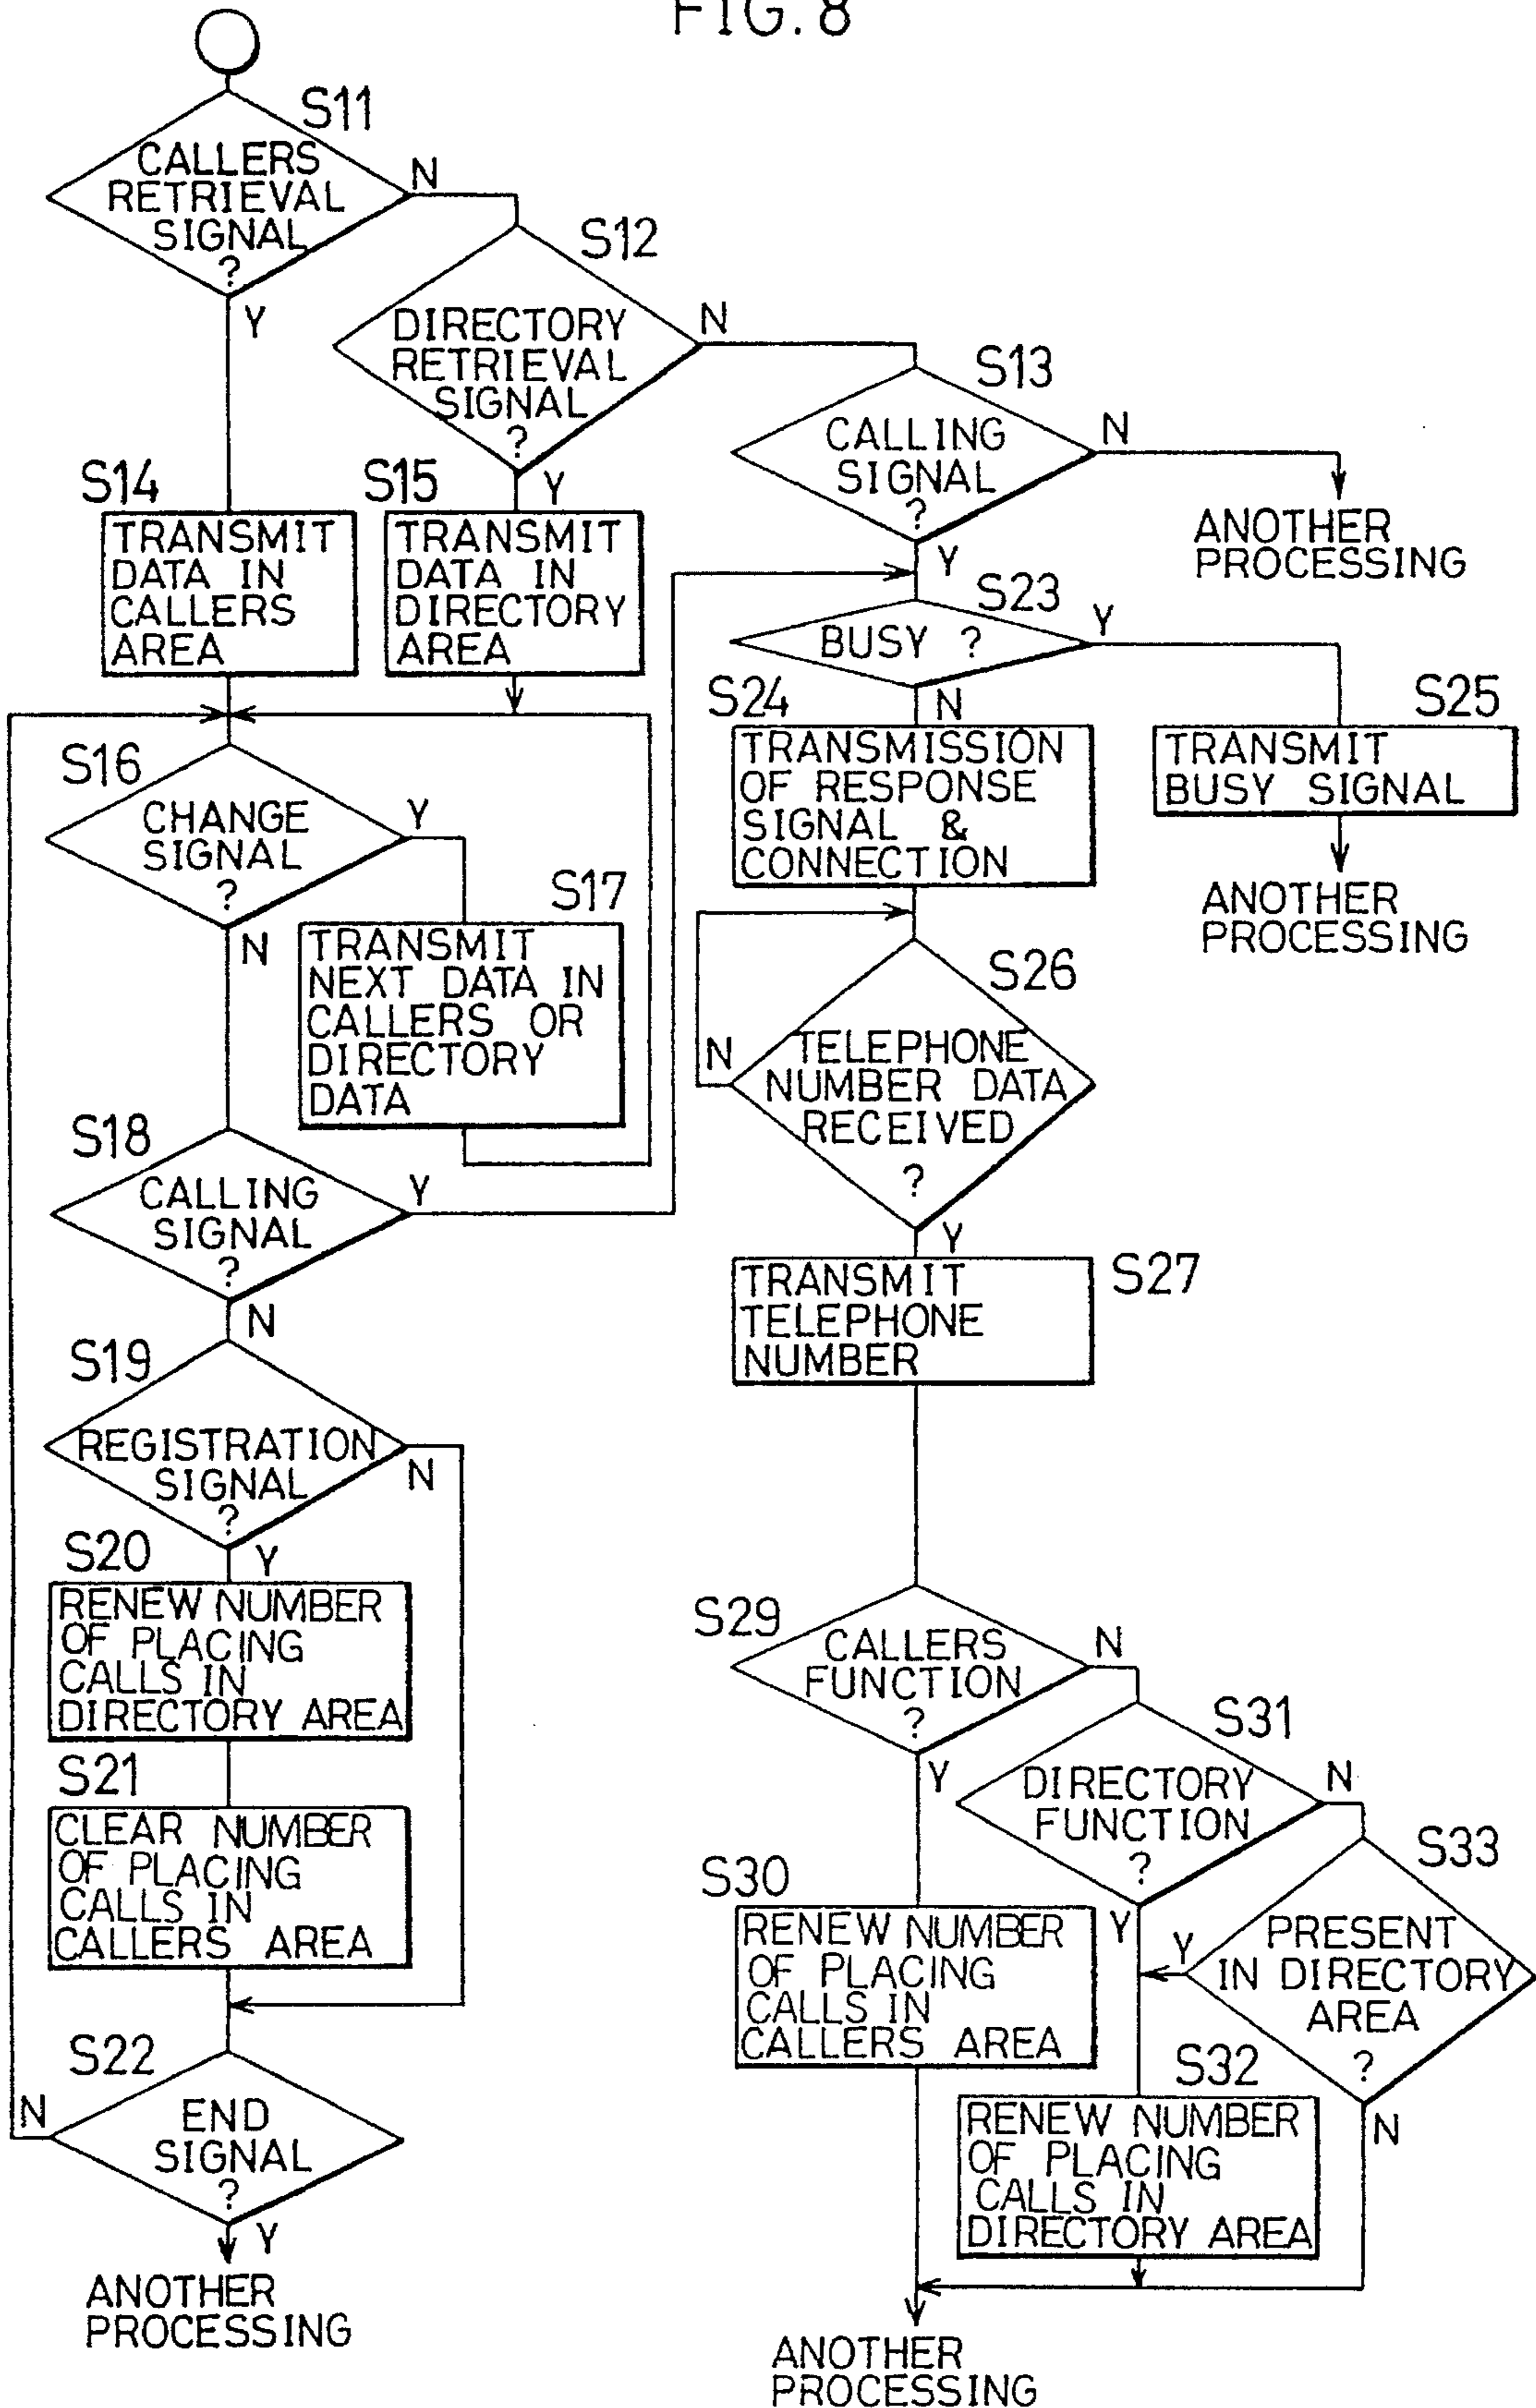 FIG. 8
S11
CALLERS
RETRIEVAL
SIGNAL
?
N
Y
S12
DIRECTORY
RETRIEVAL
SIGNAL
?
N
Y
S13
CALLING
SIGNAL
?
N
Y
ANOTHER
PROCESSING
S14
TRANSMIT
DATA IN
CALLERS
AREA
S15
TRANSMIT
DATA IN
DIRECTORY
AREA
S16
CHANGE
SIGNAL
?
Y
N
S17
TRANSMIT
NEXT DATA IN
CALLERS OR
DIRECTORY
DATA
S18
CALLING
SIGNAL
?
Y
N
S19
REGISTRATION
SIGNAL
?
N
Y
S20
RENEW NUMBER
OF PLACING
CALLS IN
DIRECTORY AREA
S21
CLEAR NUMBER
OF PLACING
CALLS IN
CALLERS AREA
S22
END
SIGNAL
?
N
Y
ANOTHER
PROCESSING
S23
BUSY ?
Y
N
S24
TRANSMISSION
OF RESPONSE
SIGNAL &
CONNECTION
S25
TRANSMIT
BUSY SIGNAL
ANOTHER
PROCESSING
S26
TELEPHONE
NUMBER DATA
RECEIVED
?
N
Y
S27
TRANSMIT
TELEPHONE
NUMBER
S29
CALLERS
FUNCTION
?
N
Y
S30
RENEW NUMBER
OF PLACING
CALLS IN
CALLERS AREA
S31
DIRECTORY
FUNCTION
?
N
Y
S33
PRESENT
IN DIRECTORY
AREA
?
Y
N
S32
RENEW NUMBER
OF PLACING
CALLS IN
DIRECTORY AREA
ANOTHER
PROCESSING